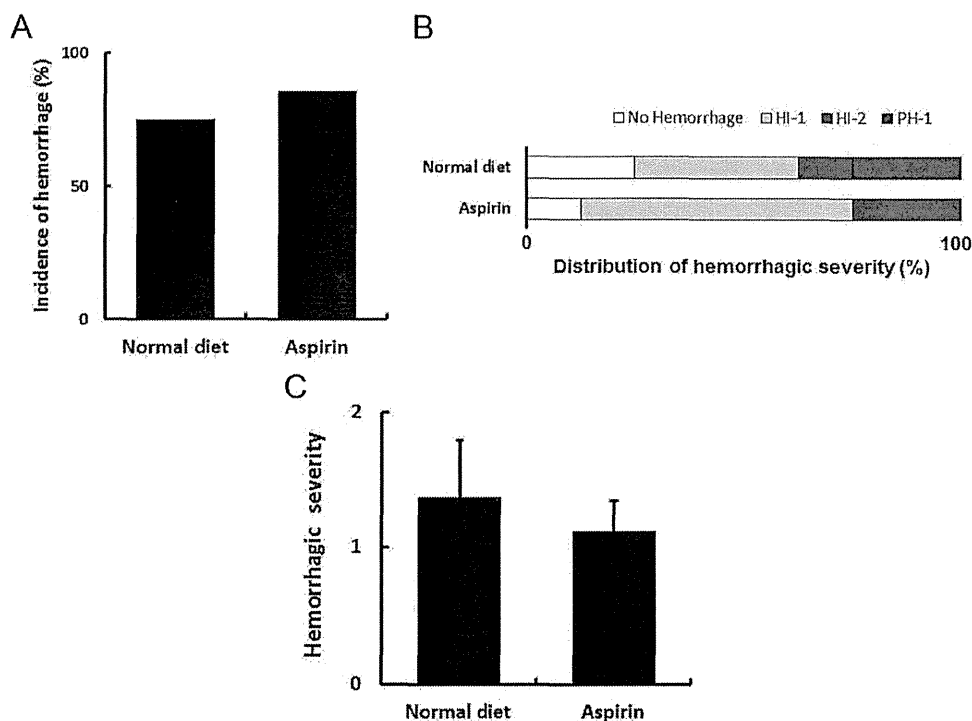 A
Incidence of hemorrhage (%)
100
50
0
Normal diet
Aspirin
B
No Hemorrhage HI-1 HI-2 PH-1
Normal diet
Aspirin
0
100
Distribution of hemorrhagic severity (%)
C
Hemorrhagic severity
2
1
0
Normal diet
Aspirin